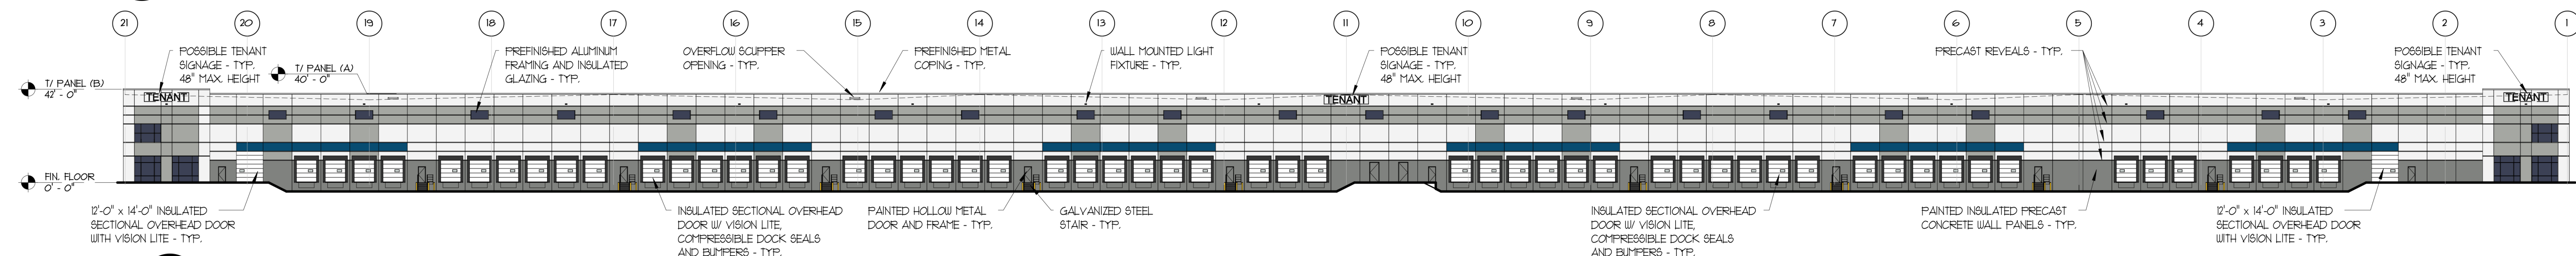 21 20 19 18 17 16 15 14 13 12 11 10 9 8 7 6 5 4 3 2 1
POSSIBLE TENANT
SIGNAGE - TYP.
48" MAX. HEIGHT
T/ PANEL (A)
40' - 0"
PREFINISHED ALUMINUM
FRAMING AND INSULATED
GLAZING - TYP.
OVERFLOW SCUPPER
OPENING - TYP.
PREFINISHED METAL
COPING - TYP.
WALL MOUNTED LIGHT
FIXTURE - TYP.
POSSIBLE TENANT
SIGNAGE - TYP.
48" MAX. HEIGHT
PRECAST REVEALS - TYP.
POSSIBLE TENANT
SIGNAGE - TYP.
48" MAX. HEIGHT
T/ PANEL (B)
42' - 0"
TENANT
TENANT
TENANT
FIN. FLOOR
0' - 0"
12'-0" x 14'-0" INSULATED
SECTIONAL OVERHEAD DOOR
WITH VISION LITE - TYP.
INSULATED SECTIONAL OVERHEAD
DOOR W/ VISION LITE,
COMPRESSIBLE DOCK SEALS
AND BUMPERS - TYP.
PAINTED HOLLOW METAL
DOOR AND FRAME - TYP.
GALVANIZED STEEL
STAIR - TYP.
INSULATED SECTIONAL OVERHEAD
DOOR W/ VISION LITE,
COMPRESSIBLE DOCK SEALS
AND BUMPERS - TYP.
PAINTED INSULATED PRECAST
CONCRETE WALL PANELS - TYP.
12'-0" x 14'-0" INSULATED
SECTIONAL OVERHEAD DOOR
WITH VISION LITE - TYP.